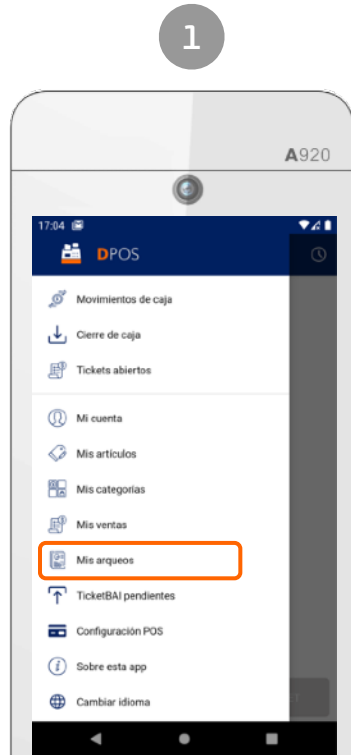 1
A920
17:04
DPOS
Movimientos de caja
Cierre de caja
Tickets abiertos
Mi cuenta
Mis artículos
Mis categorías
Mis ventas
Mis arqueos
TicketBAI pendientes
Configuración POS
Sobre esta app
Cambiar idioma